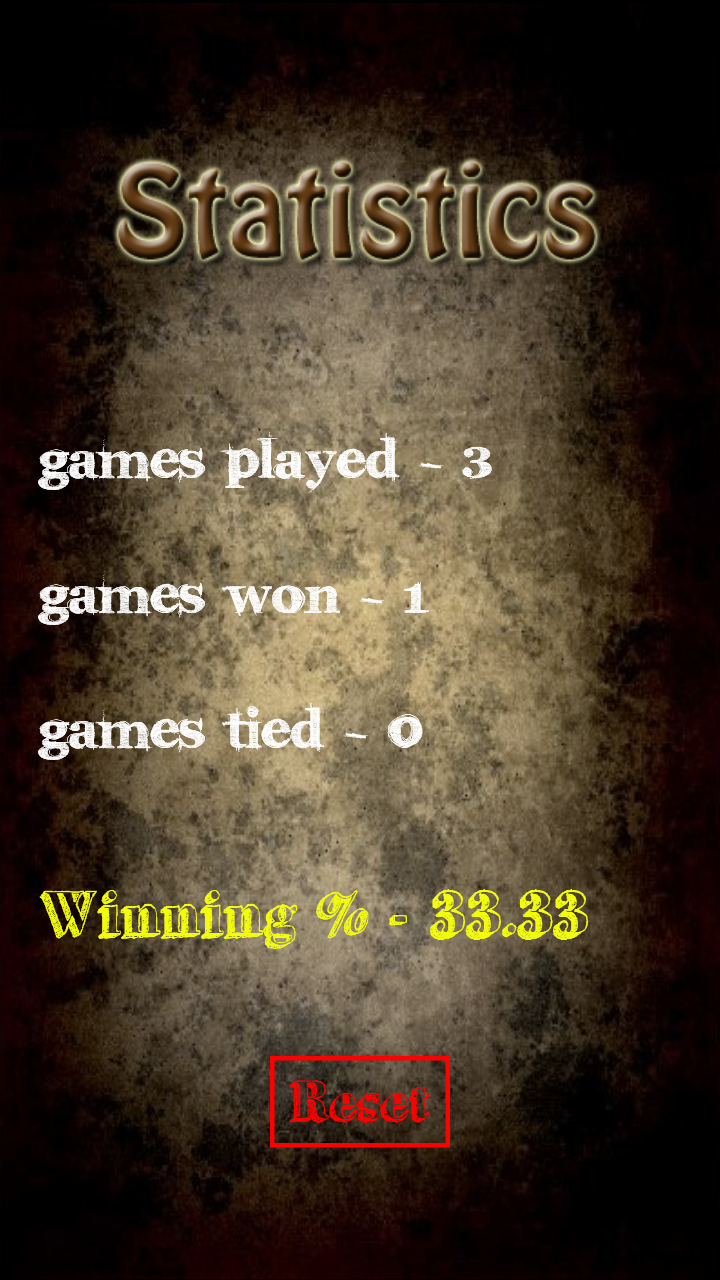 Statistics
games played - 3
games won - 1
games tied - 0
Winning % - 33.33
Reset